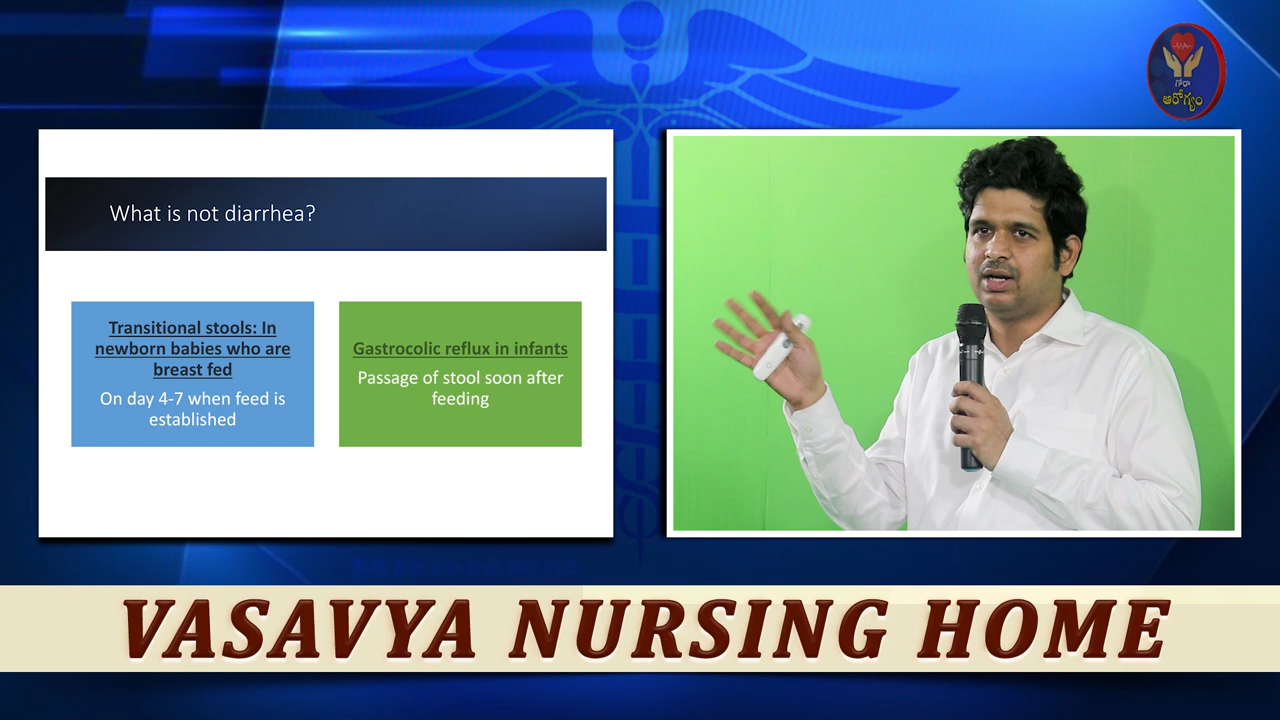 గోరా
ఆరోగ్యం
What is not diarrhea?
Transitional stools: In
newborn babies who are
breast fed
On day 4-7 when feed is
established
Gastrocolic reflux in infants
Passage of stool soon after
feeding
VASAVYA NURSING HOME